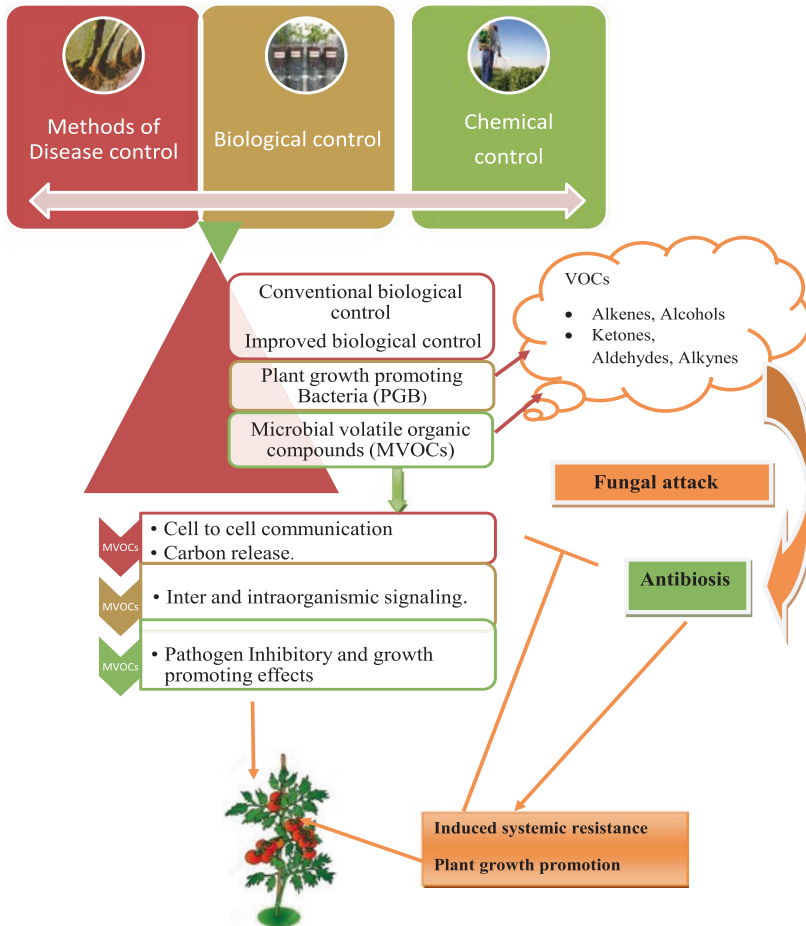 Methods of
Disease control
Biological control
Chemical
control
Conventional biological
control
Improved biological control
Plant growth promoting
Bacteria (PGB)
Microbial volatile organic
compounds (MVOCs)
VOCs
• Alkenes, Alcohols
• Ketones,
Aldehydes, Alkynes
Fungal attack
Antibiosis
MVOCs
• Cell to cell communication
• Carbon release.
MVOCs
• Inter and intraorganismic signaling.
MVOCs
• Pathogen Inhibitory and growth
promoting effects
Induced systemic resistance
Plant growth promotion